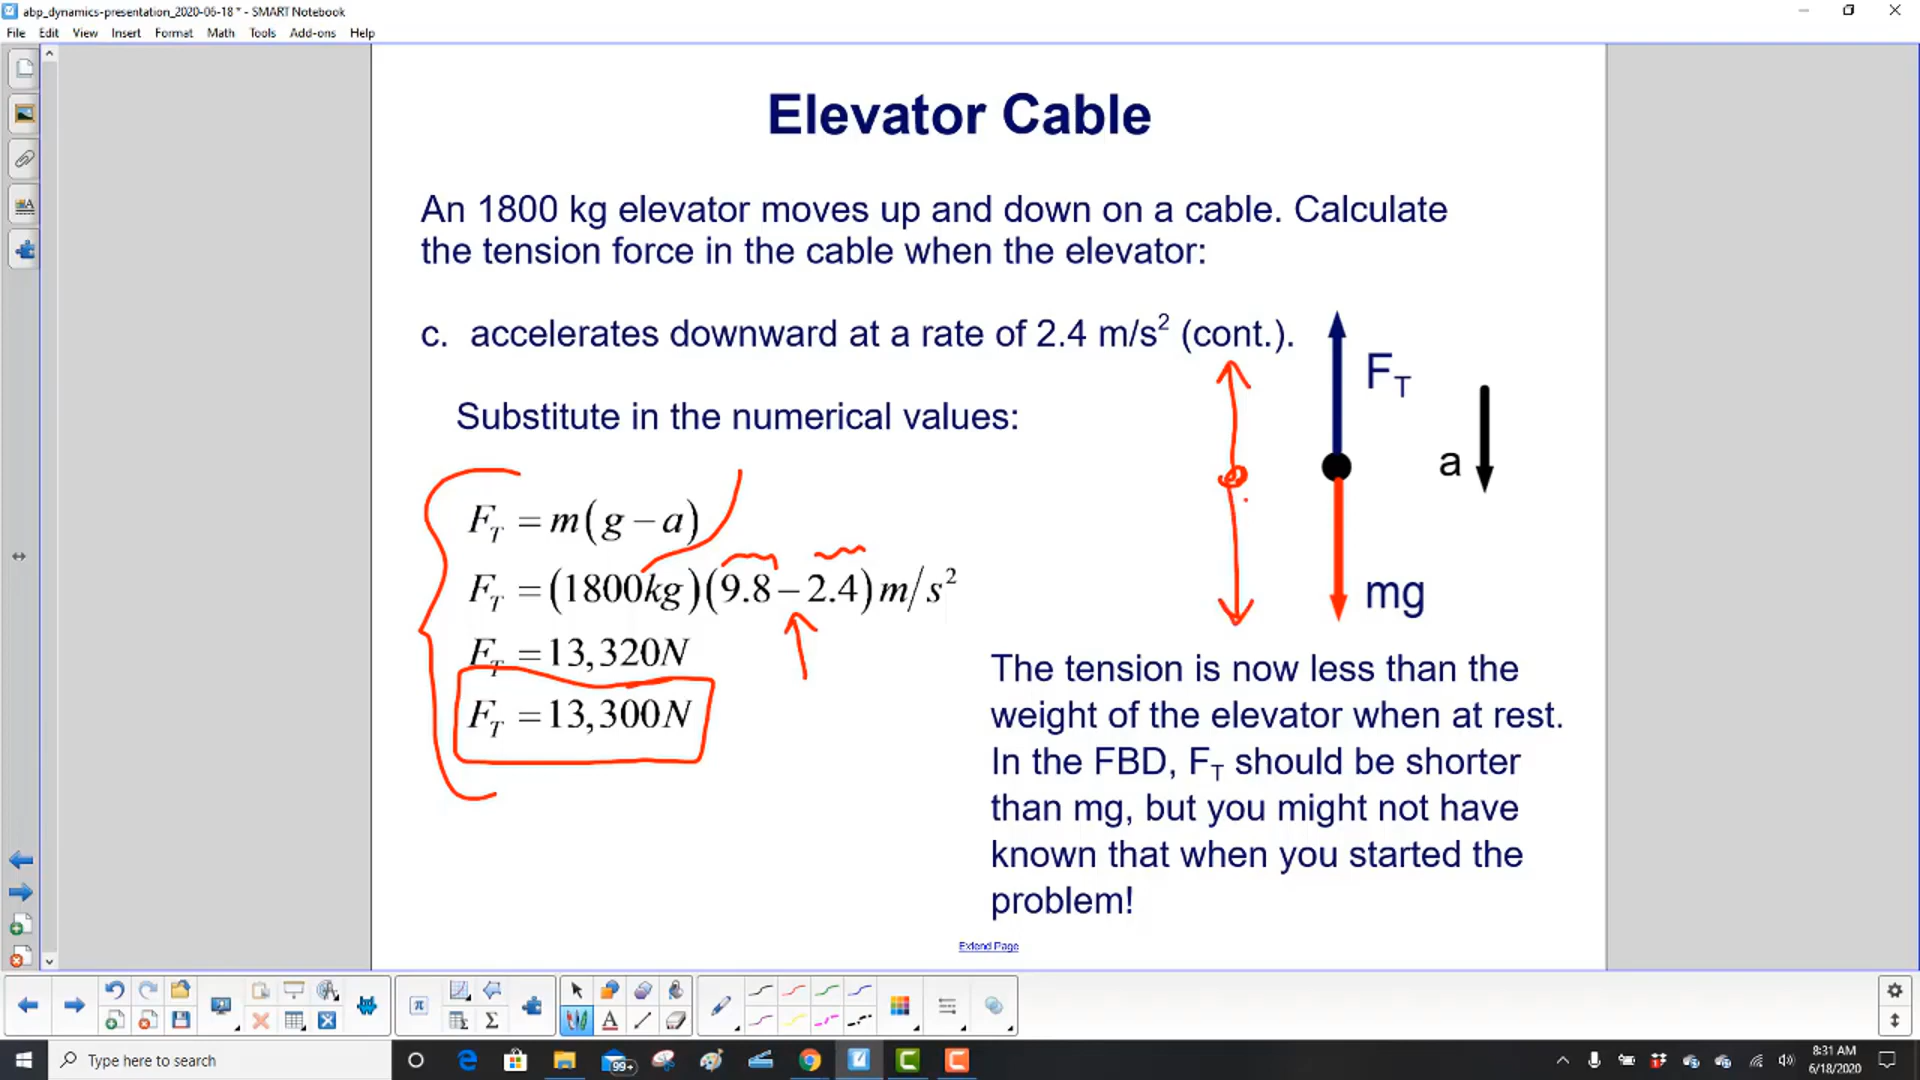 abp_dynamics-presentation_2020-06-18 * - SMART Notebook
File Edit View Insert Format Math Tools Add-ons Help
Elevator Cable
An 1800 kg elevator moves up and down on a cable. Calculate
the tension force in the cable when the elevator:
c. accelerates downward at a rate of 2.4 m/s² (cont.).
Substitute in the numerical values:
F_T = m(g − a)
F_T = (1800kg)(9.8 − 2.4) m/s²
F_T = 13,320N
F_T = 13,300N
F_T
a
mg
The tension is now less than the
weight of the elevator when at rest.
In the FBD, F_T should be shorter
than mg, but you might not have
known that when you started the
problem!
Extend Page
π
Σ
A
Type here to search
99+
8:31 AM
6/18/2020